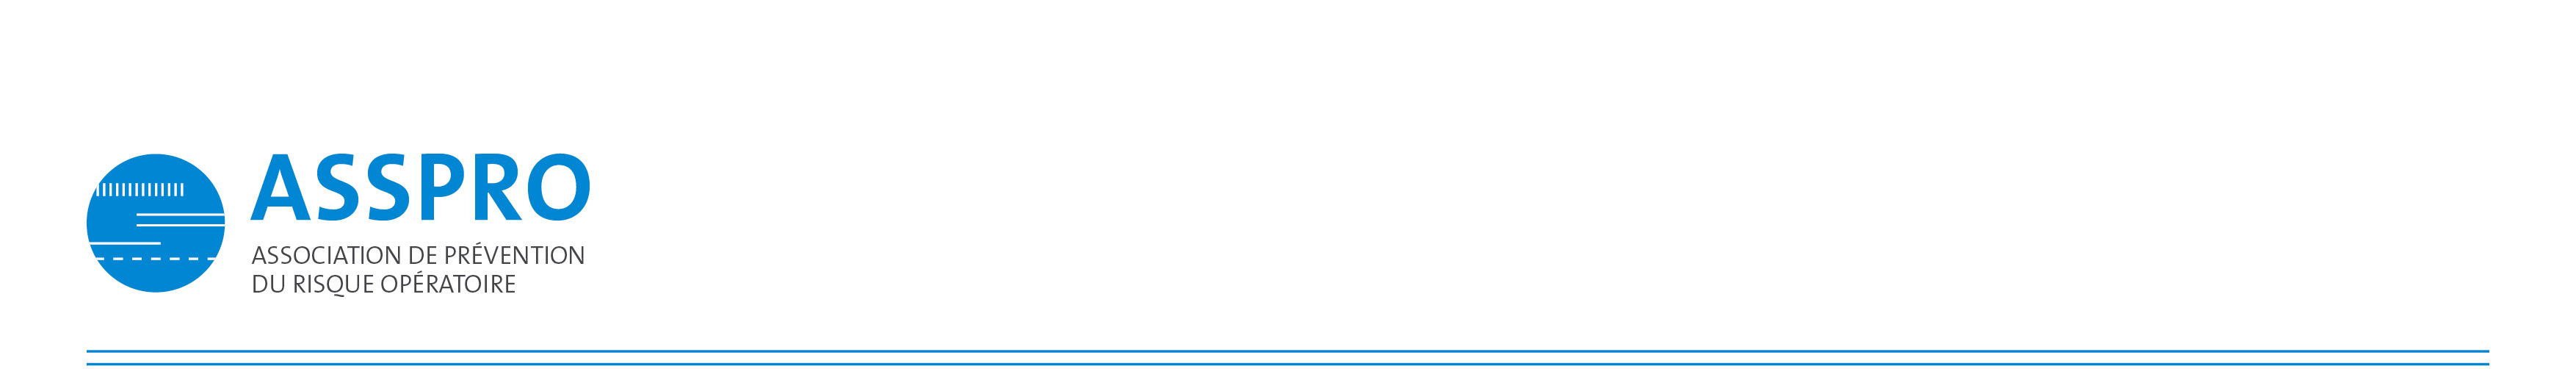 ASSPRO
ASSOCIATION DE PRÉVENTION
DU RISQUE OPÉRATOIRE